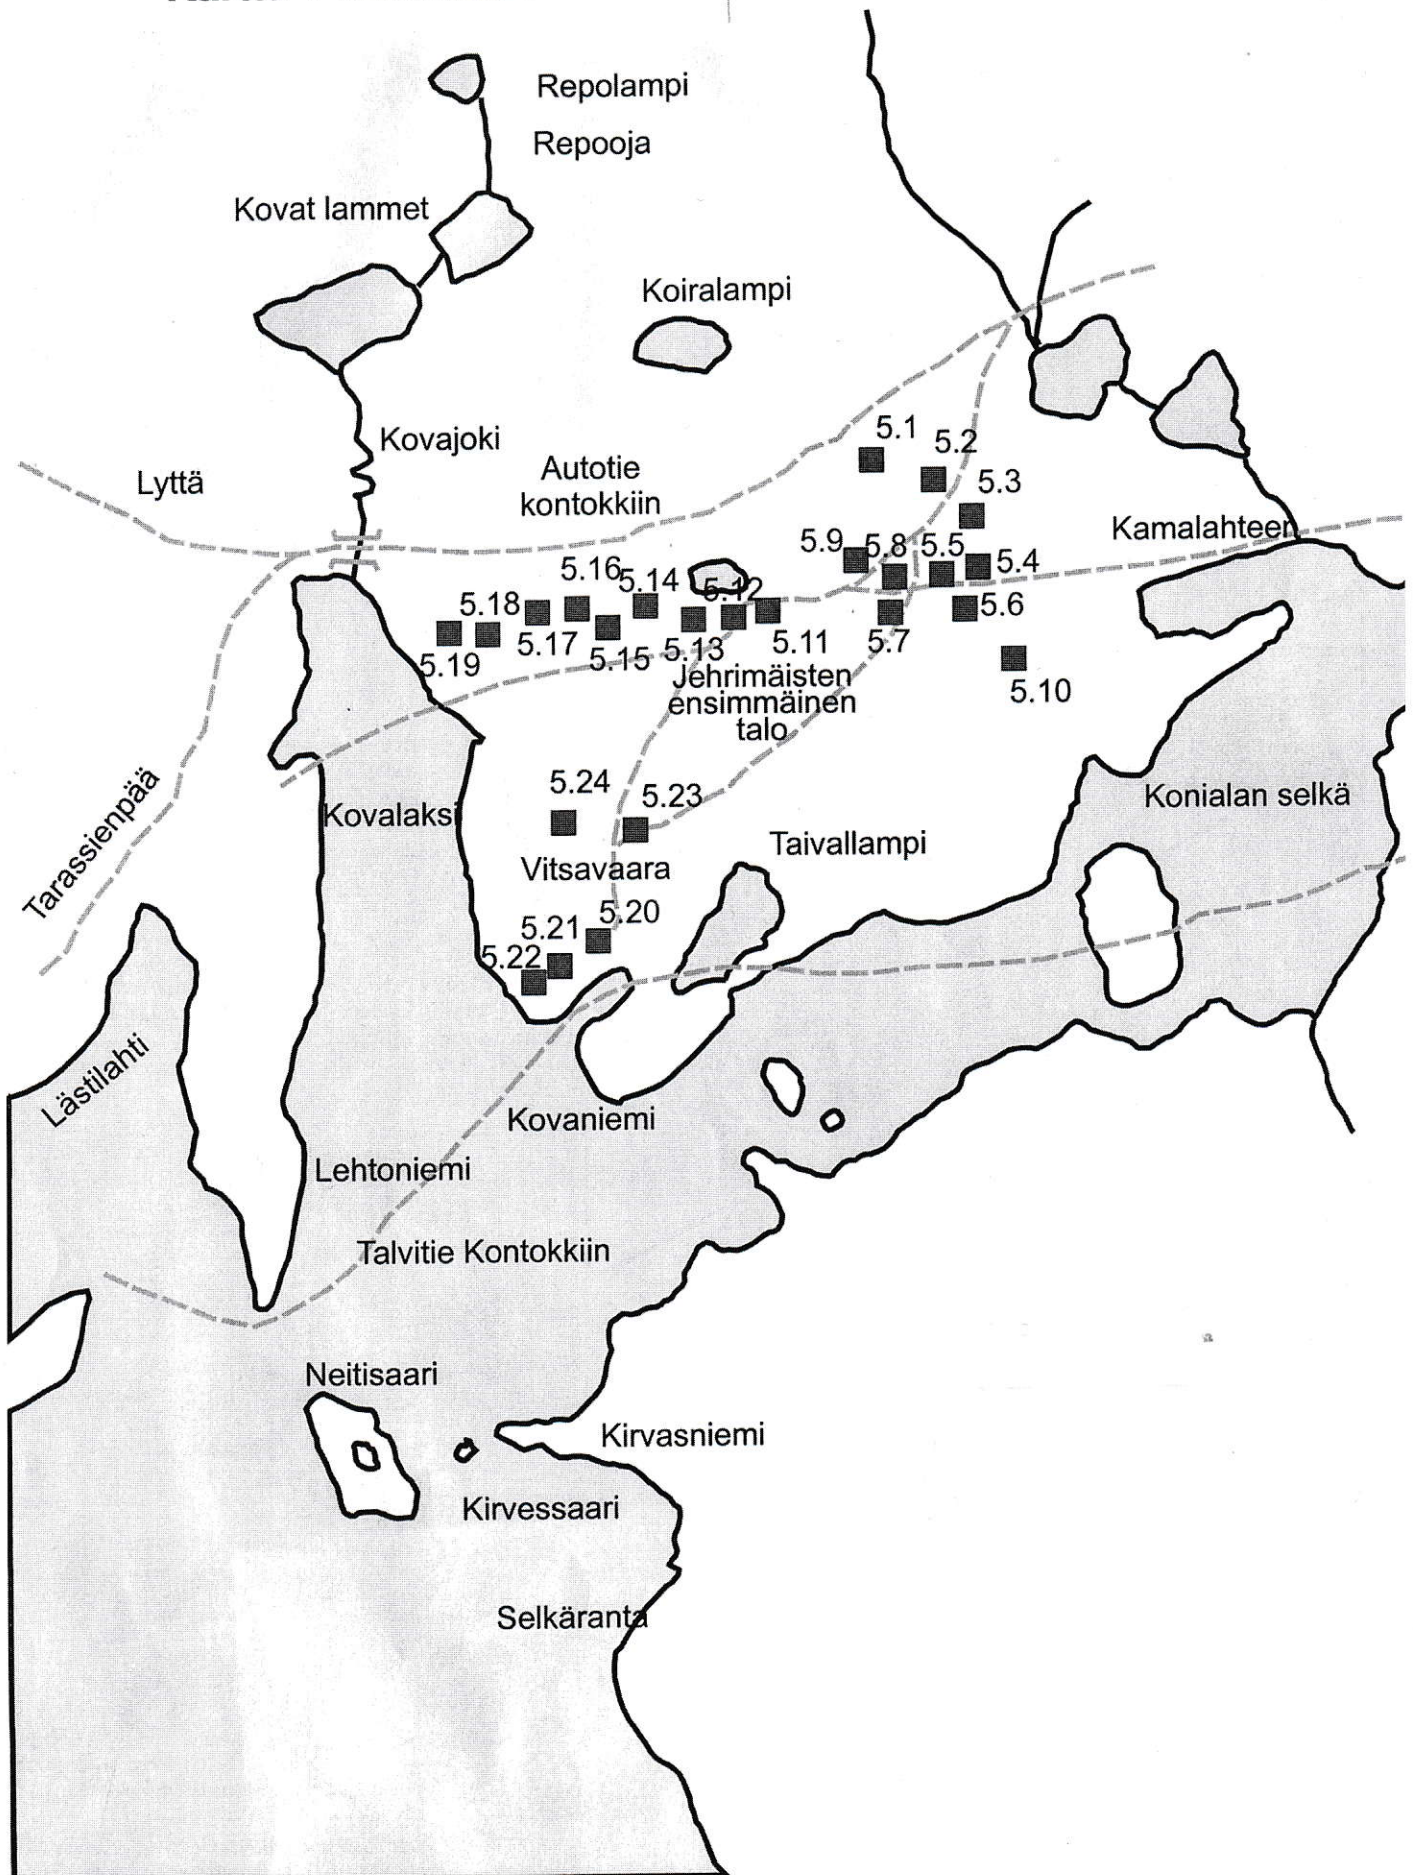 Repolampi
Repooja
Kovat lammet
Koiralampi
Kovajoki
Lyttä
Autotie
kontokkiin
5.1
5.2
5.3
Kamalahteen
5.9
5.8
5.5
5.4
5.16
5.14
5.12
5.18
5.6
5.17
5.15
5.13
5.11
5.7
5.19
Jehrimäisten
ensimmäinen
talo
5.10
5.24
5.23
Konialan selkä
Kovalaksi
Tarassienpää
Taivallampi
Vitsavaara
5.20
5.21
5.22
Lästilahti
Kovaniemi
Lehtoniemi
Talvitie Kontokkiin
Neitisaari
Kirvasniemi
Kirvessaari
Selkäranta